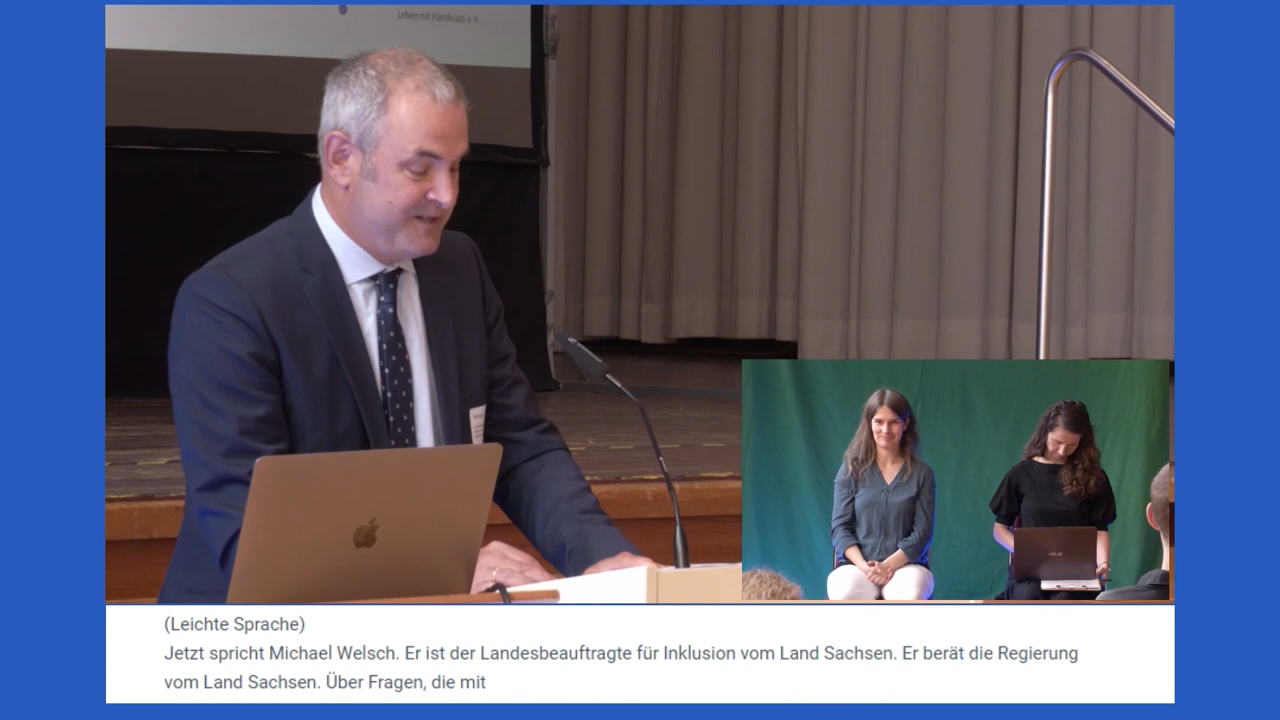 Leben mit Handicaps e. V.
ASUS
(Leichte Sprache)
Jetzt spricht Michael Welsch. Er ist der Landesbeauftragte für Inklusion vom Land Sachsen. Er berät die Regierung
vom Land Sachsen. Über Fragen, die mit